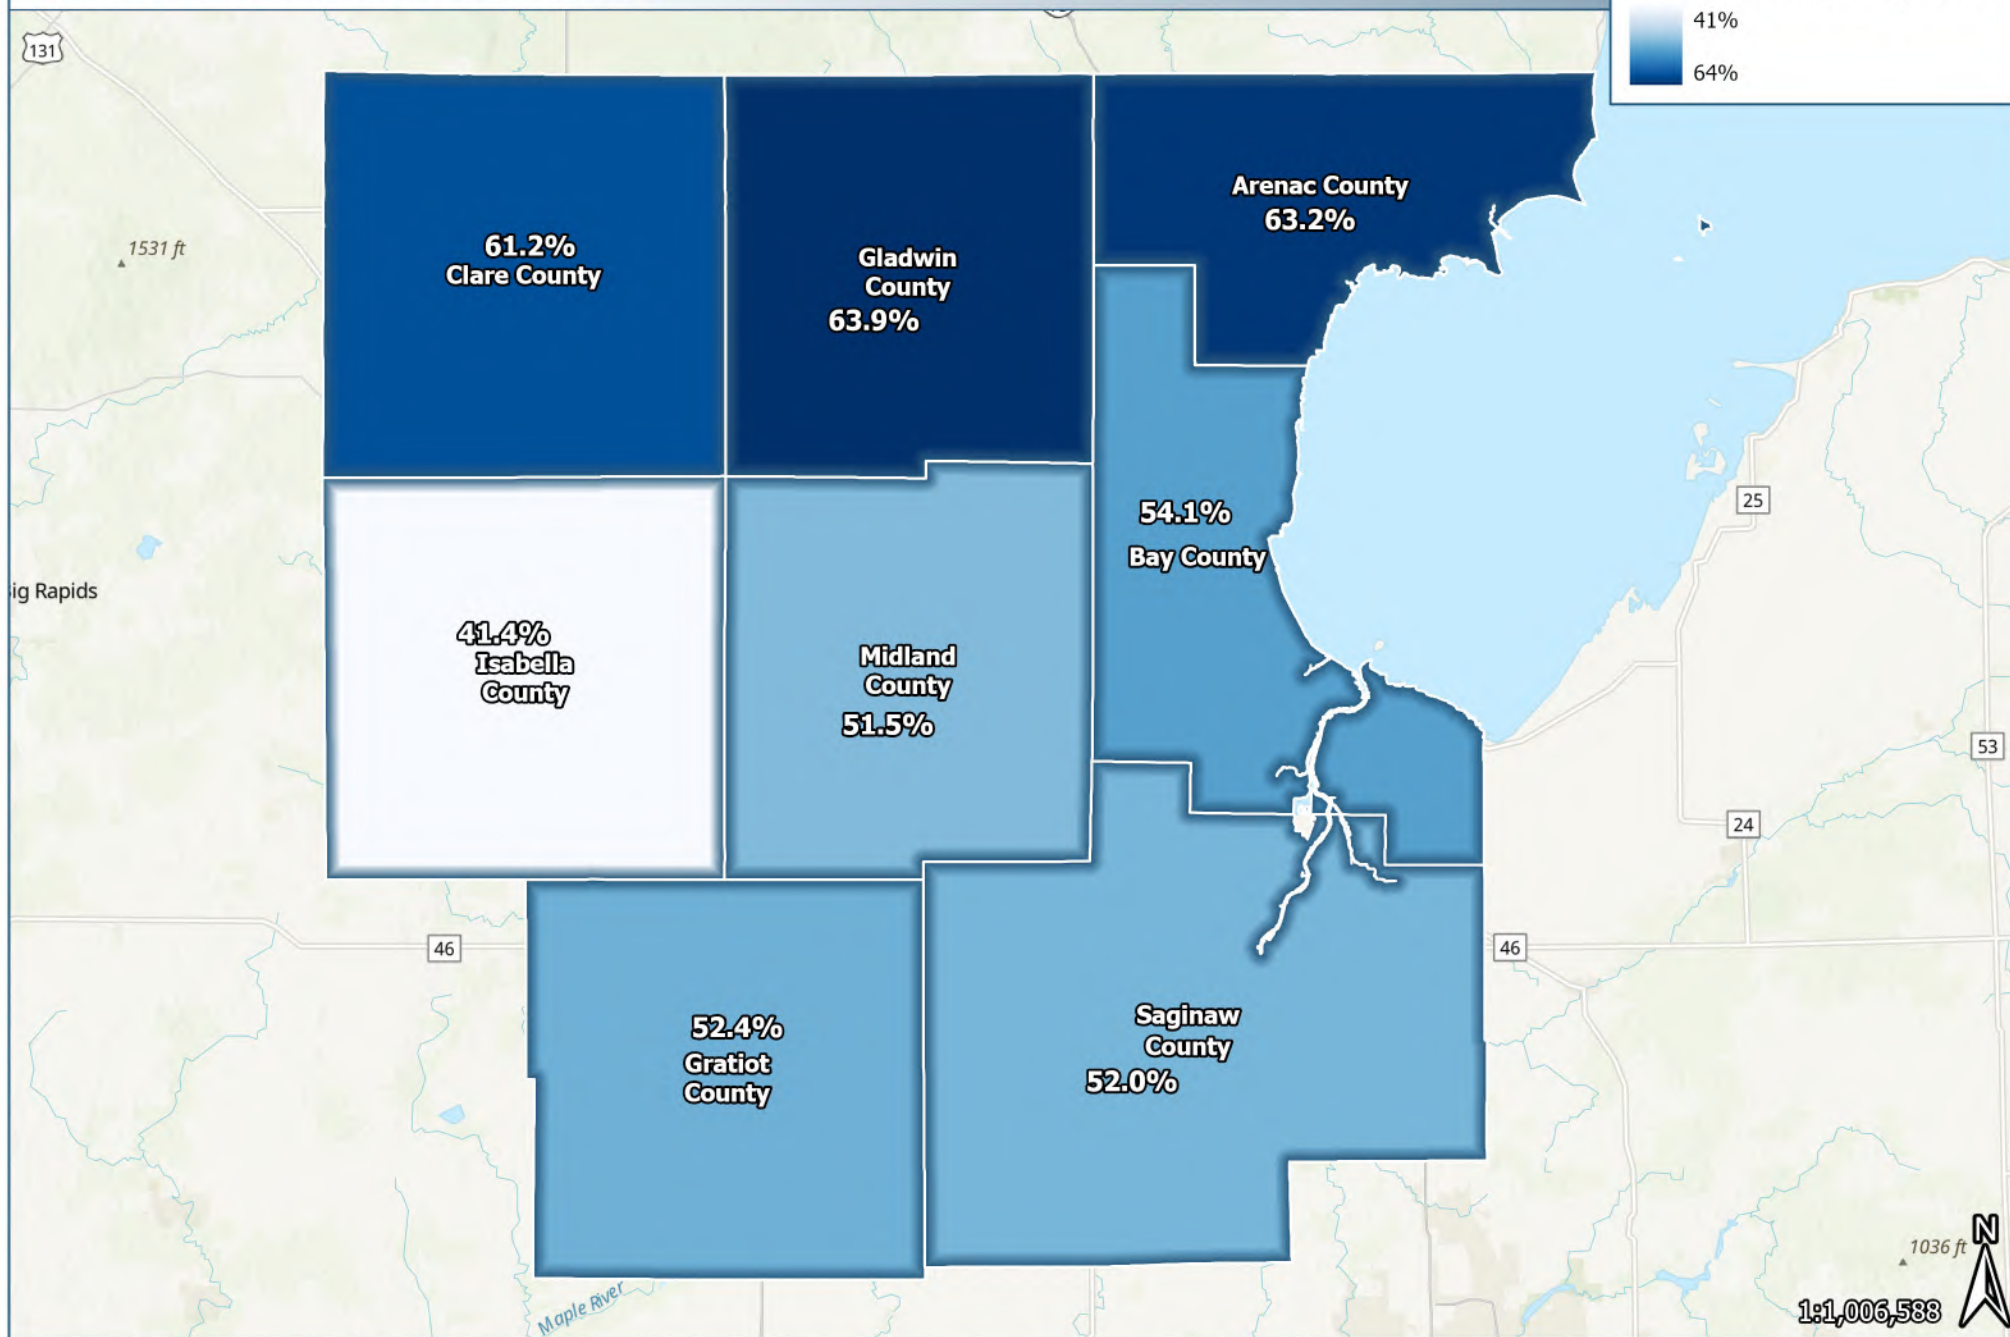 41%
64%
131
Arenac County
63.2%
61.2%
Clare County
Gladwin
County
63.9%
1531 ft
54.1%
Bay County
25
ig Rapids
41.4%
Isabella
County
Midland
County
51.5%
53
24
46
46
52.4%
Gratiot
County
Saginaw
County
52.0%
Maple River
N
1036 ft
1:1,006,588